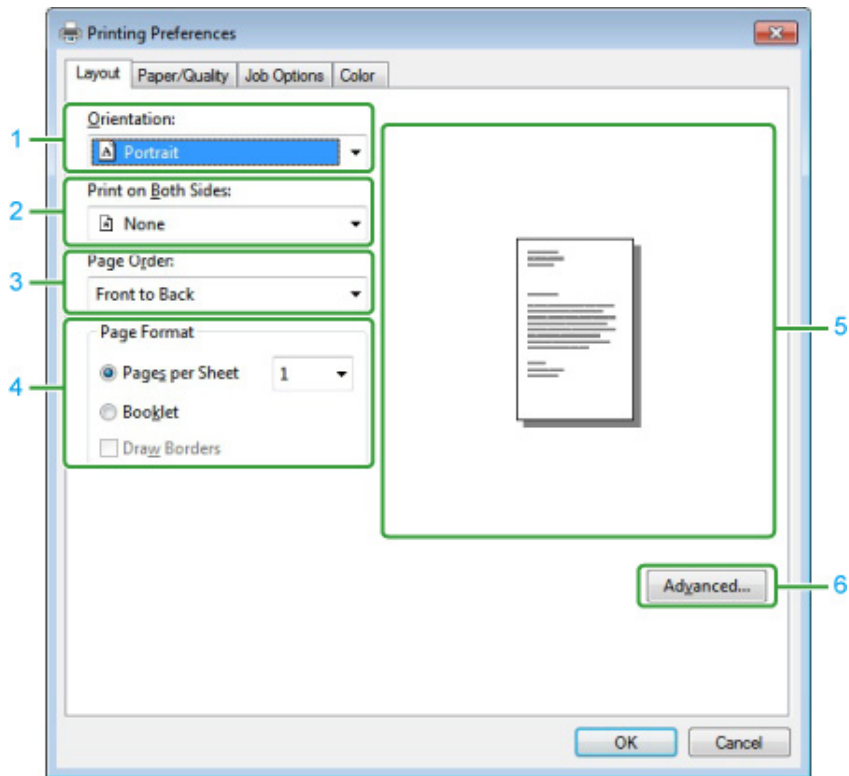 Printing Preferences
Layout Paper/Quality Job Options Color
1
Orientation:
Portrait
2
Print on Both Sides:
None
3
Page Order:
Front to Back
4
Page Format
Pages per Sheet 1
Booklet
Draw Borders
5
Advanced...
6
OK Cancel